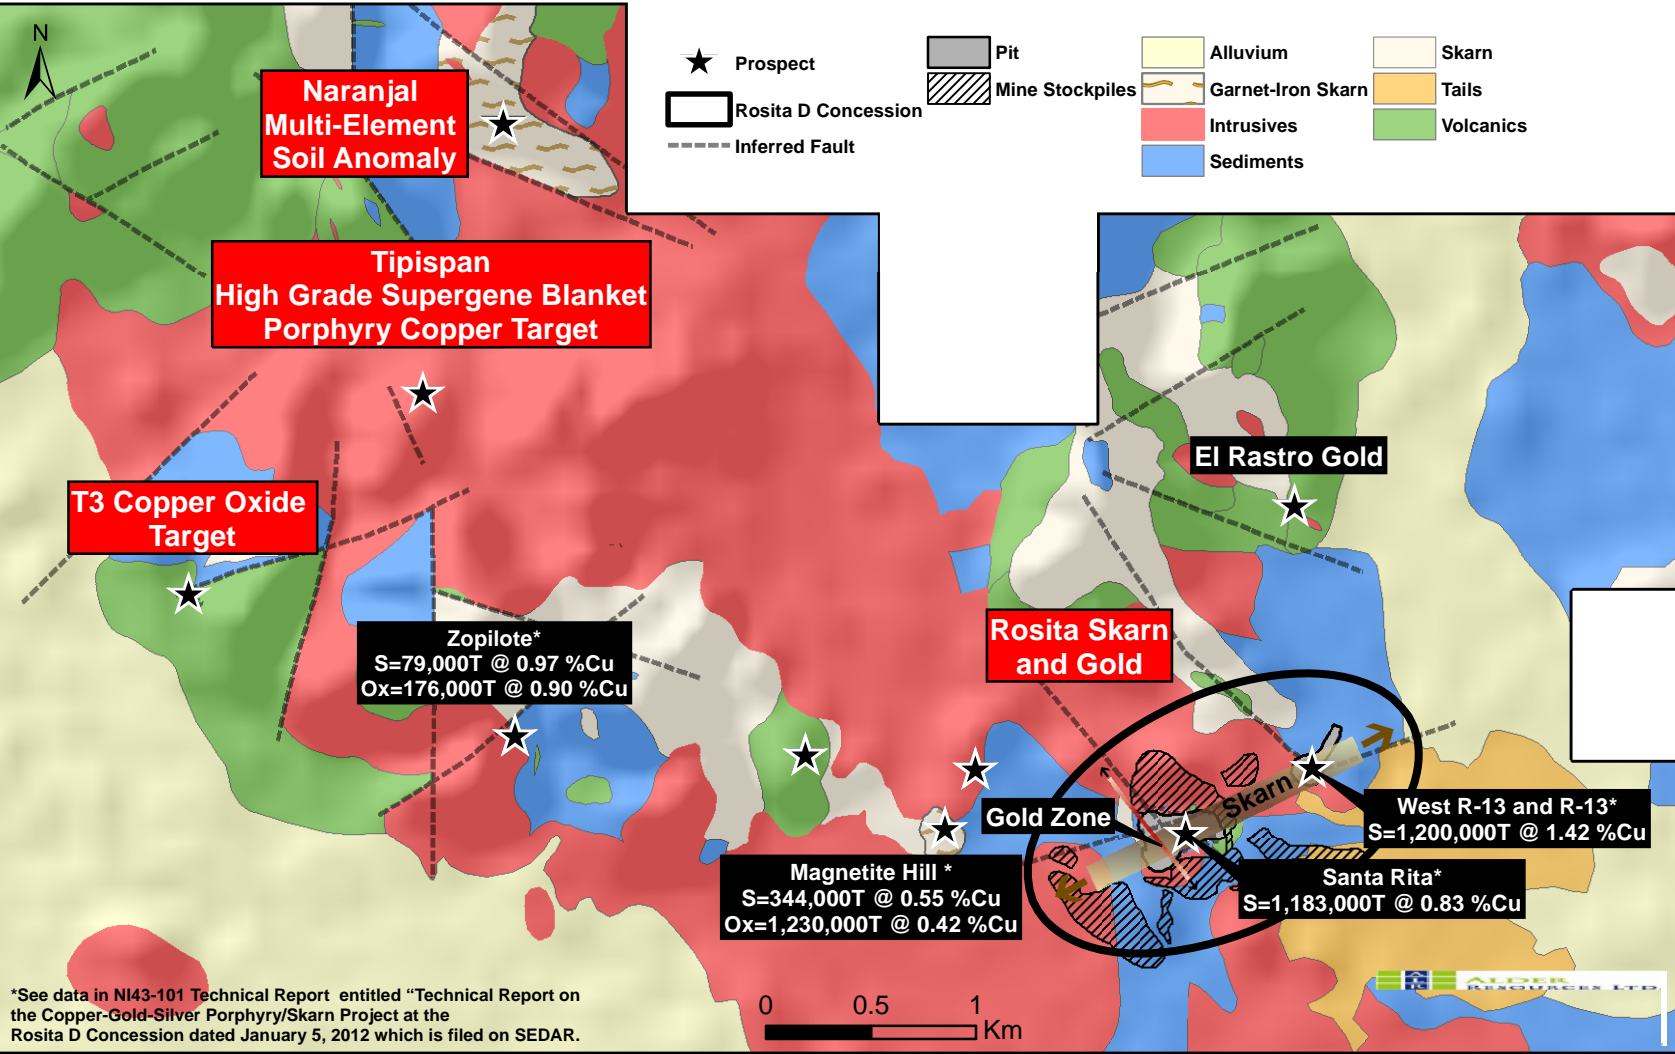 N
Naranjal
Multi-Element
Soil Anomaly
Prospect
Rosita D Concession
Inferred Fault
Pit
Mine Stockpiles
Alluvium
Garnet-Iron Skarn
Intrusives
Sediments
Skarn
Tails
Volcanics
Tipispan
High Grade Supergene Blanket
Porphyry Copper Target
El Rastro Gold
T3 Copper Oxide
Target
Rosita Skarn
and Gold
Zopilote*
S=79,000T @ 0.97 %Cu
Ox=176,000T @ 0.90 %Cu
Skarn
Gold Zone
West R-13 and R-13*
S=1,200,000T @ 1.42 %Cu
Magnetite Hill *
S=344,000T @ 0.55 %Cu
Ox=1,230,000T @ 0.42 %Cu
Santa Rita*
S=1,183,000T @ 0.83 %Cu
*See data in NI43-101 Technical Report entitled “Technical Report on
the Copper-Gold-Silver Porphyry/Skarn Project at the
Rosita D Concession dated January 5, 2012 which is filed on SEDAR.
0 0.5 1
Km
ALDER
RESOURCES LTD